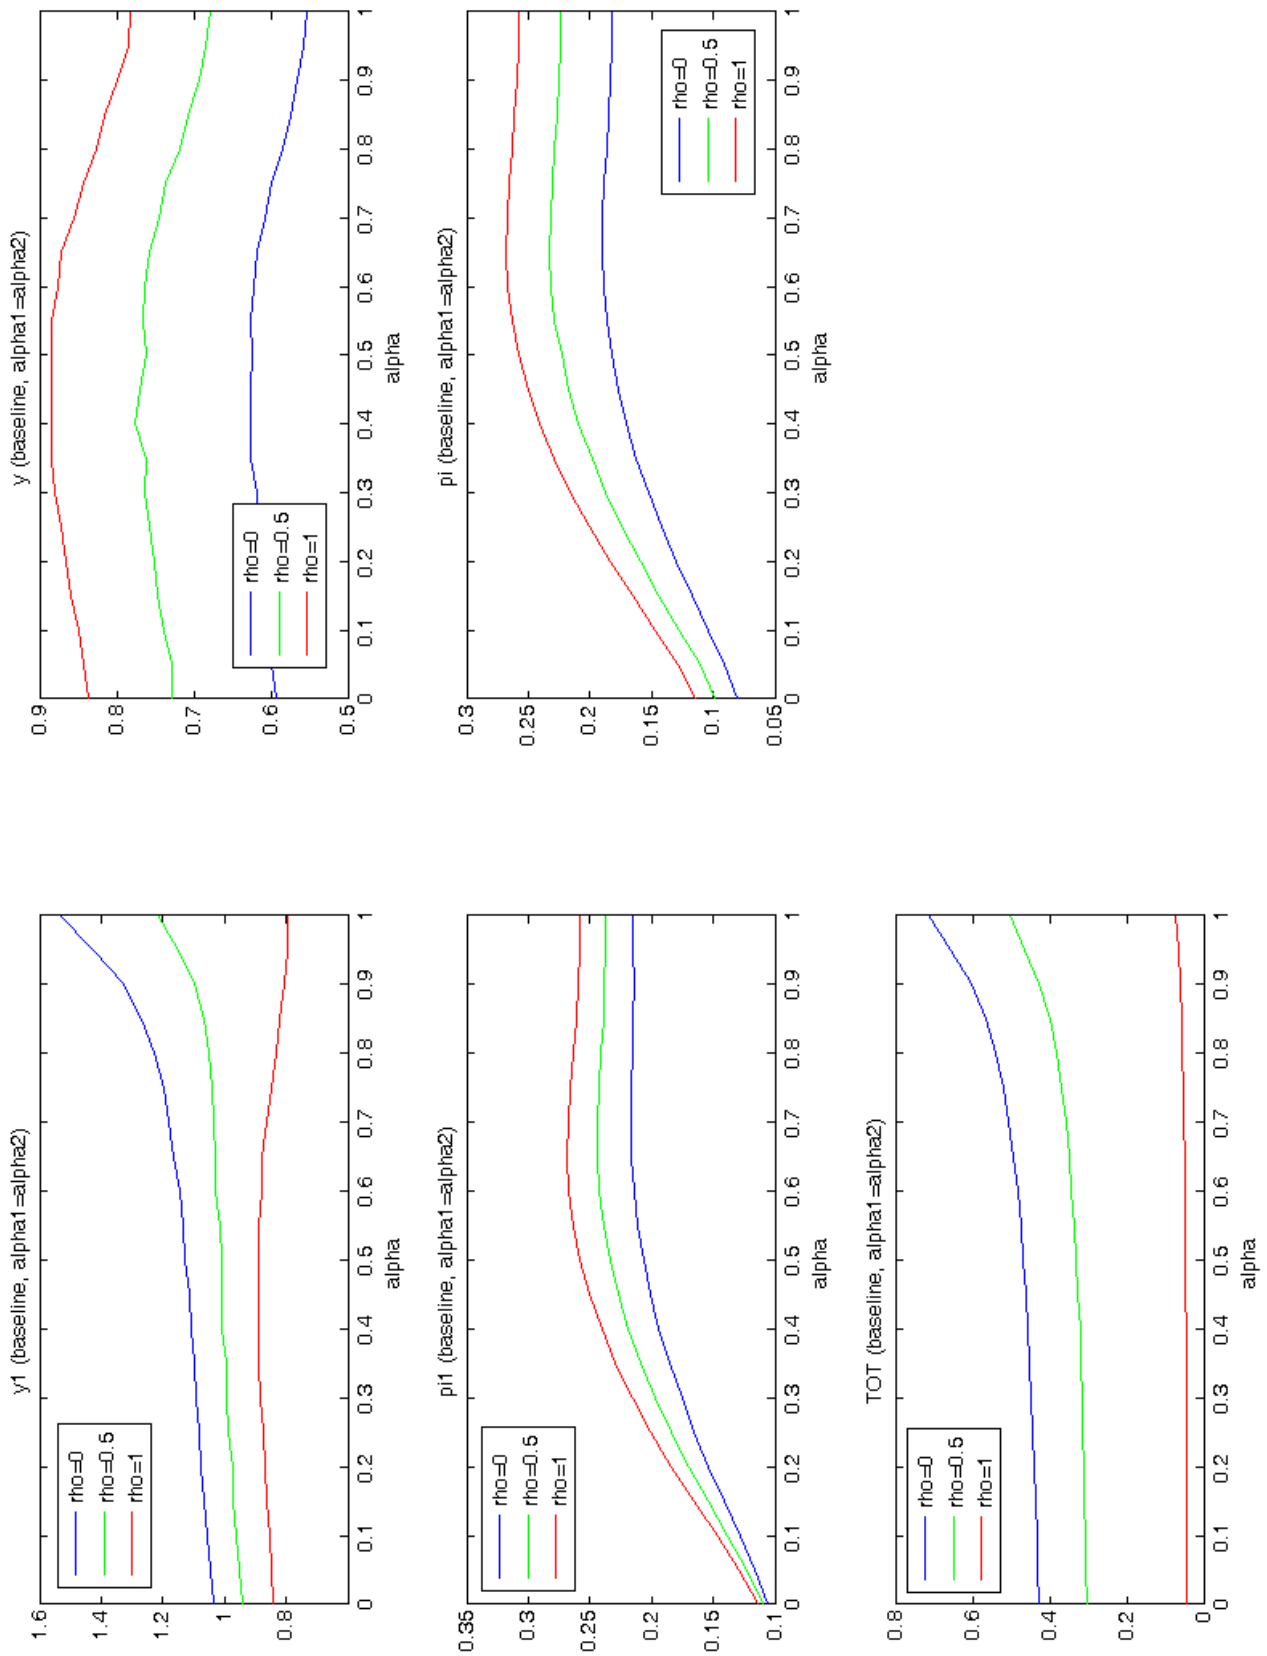 y1 (baseline, alpha1=alpha2)
1.6
1.4
1.2
1
0.8
rho=0
rho=0.5
rho=1
0 0.1 0.2 0.3 0.4 0.5 0.6 0.7 0.8 0.9 1
alpha
y (baseline, alpha1=alpha2)
0.9
0.8
0.7
0.6
0.5
rho=0
rho=0.5
rho=1
0 0.1 0.2 0.3 0.4 0.5 0.6 0.7 0.8 0.9 1
alpha
pi1 (baseline, alpha1=alpha2)
0.35
0.3
0.25
0.2
0.15
0.1
rho=0
rho=0.5
rho=1
0 0.1 0.2 0.3 0.4 0.5 0.6 0.7 0.8 0.9 1
alpha
pi (baseline, alpha1=alpha2)
0.3
0.25
0.2
0.15
0.1
0.05
rho=0
rho=0.5
rho=1
0 0.1 0.2 0.3 0.4 0.5 0.6 0.7 0.8 0.9 1
alpha
TOT (baseline, alpha1=alpha2)
0.8
0.6
0.4
0.2
0
rho=0
rho=0.5
rho=1
0 0.1 0.2 0.3 0.4 0.5 0.6 0.7 0.8 0.9 1
alpha